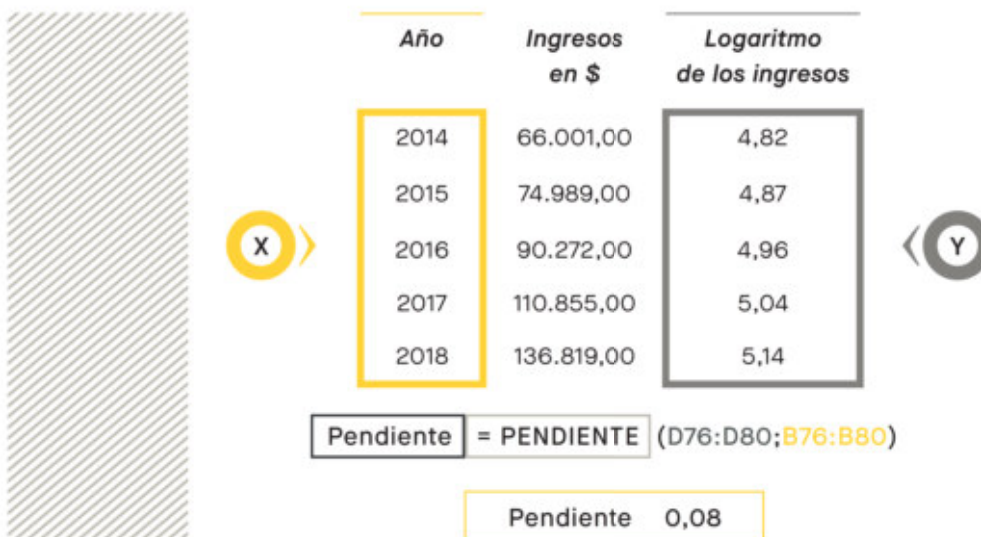 Año Ingresos en $ Logaritmo de los ingresos
2014 66.001,00 4,82
2015 74.989,00 4,87
X 2016 90.272,00 4,96 Y
2017 110.855,00 5,04
2018 136.819,00 5,14
Pendiente = PENDIENTE (D76:D80;B76:B80)
Pendiente 0,08